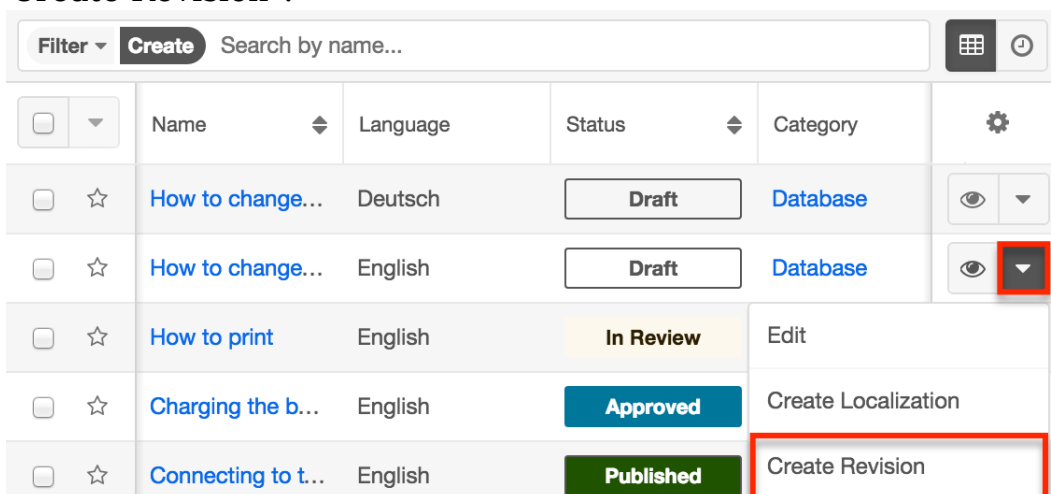 Filter Create Search by name...
Name Language Status Category
How to change... Deutsch Draft Database
How to change... English Draft Database
How to print English In Review
Edit
Charging the b... English Approved
Create Localization
Connecting to t... English Published
Create Revision